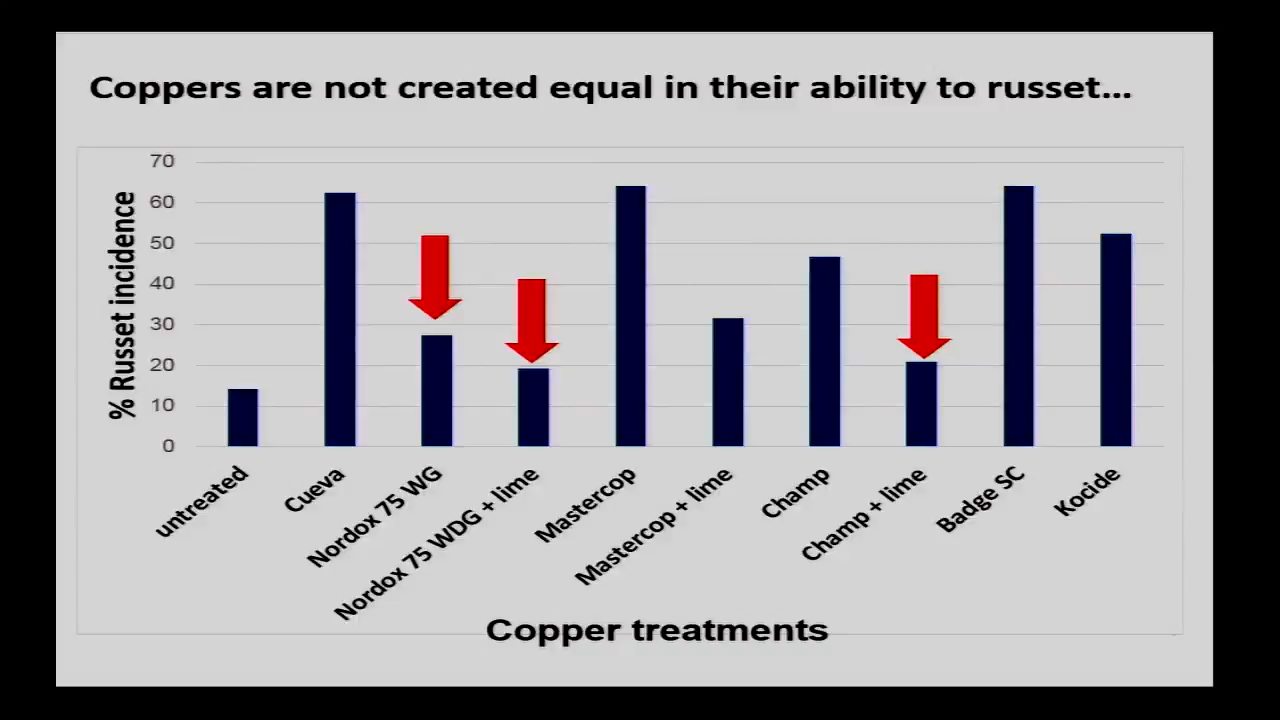 Coppers are not created equal in their ability to russet...
% Russet incidence
70
60
50
40
30
20
10
0
untreated
Cueva
Nordox 75 WG
Nordox 75 WDG + lime
Mastercop
Mastercop + lime
Champ
Champ + lime
Badge SC
Kocide
Copper treatments